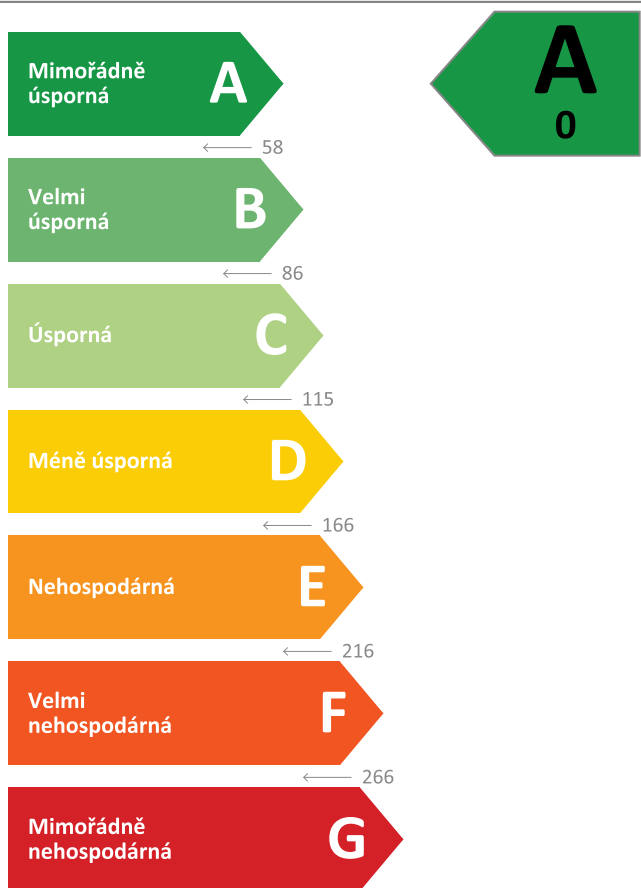 Mimořádně
úsporná
A
A
0
58
Velmi
úsporná
B
86
Úsporná
C
115
Méně úsporná
D
166
Nehospodárná
E
216
Velmi
nehospodárná
F
266
Mimořádně
nehospodárná
G